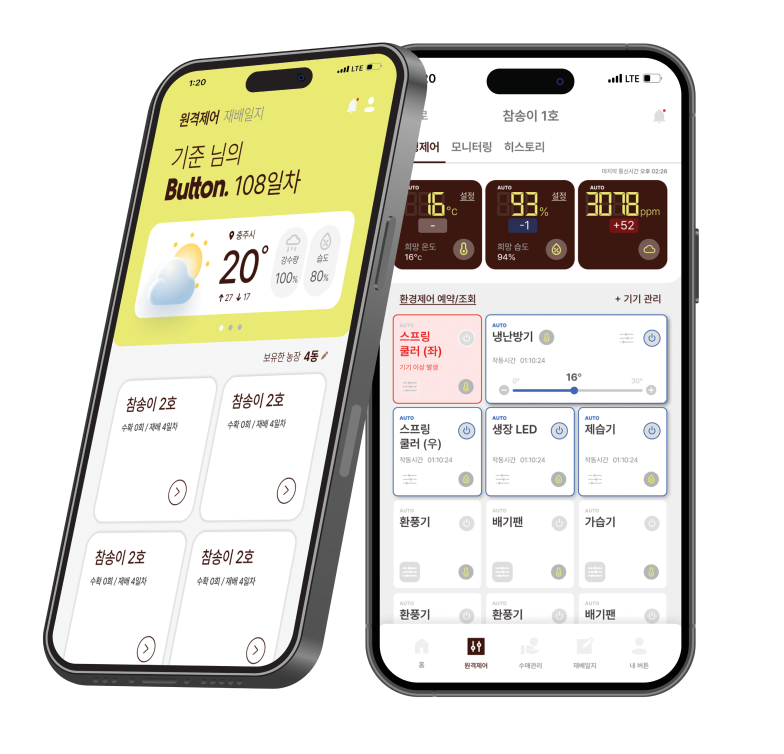 1:20
LTE
원격제어 재배일지
기준 님의
Button. 108일차
충주시
20°
↑27 ↓17
강수량
100%
습도
80%
보유한 농장 4동
참송이 2호
수확 0회 / 재배 4일차
참송이 2호
수확 0회 / 재배 4일차
참송이 2호
수확 0회 / 재배 4일차
참송이 2호
수확 0회 / 재배 4일차
20
LTE
로
참송이 1호
제어 모니터링 히스토리
마지막 통신시간 오후 02:26
AUTO
설정
16°c
-
희망 온도
16°c
AUTO
설정
93%
-1
희망 습도
94%
AUTO
3078ppm
+52
환경제어 예약/조회
+ 기기 관리
AUTO
스프링
쿨러 (좌)
기기 이상 발생
AUTO
냉난방기
작동시간 01:10:24
0°
16°
30°
AUTO
스프링
쿨러 (우)
작동시간 01:10:24
AUTO
생장 LED
작동시간 01:10:24
AUTO
제습기
작동시간 01:10:24
AUTO
환풍기
AUTO
배기팬
AUTO
가습기
AUTO
환풍기
AUTO
환풍기
AUTO
배기팬
홈
원격제어
수매관리
재배일지
내 버튼